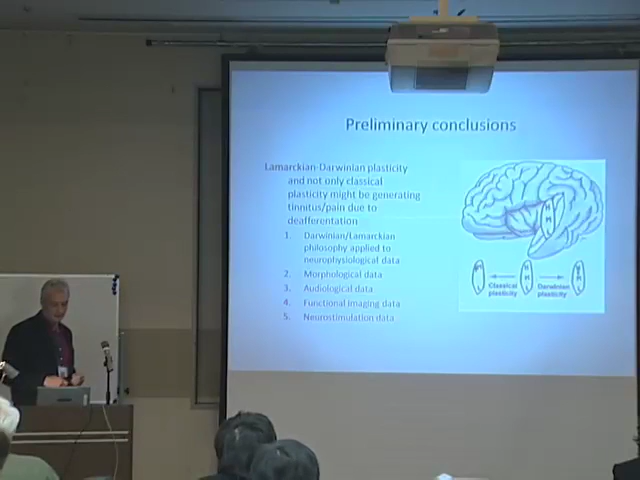 Preliminary conclusions
Lamarckian-Darwinian plasticity
and not only classical
plasticity might be generating
tinnitus/pain due to
deafferentation
1. Darwinian/Lamarckian
philosophy applied to
neurophysiological data
2. Morphological data
3. Audiological data
4. Functional imaging data
5. Neurostimulation data
Classical Darwinian
plasticity plasticity